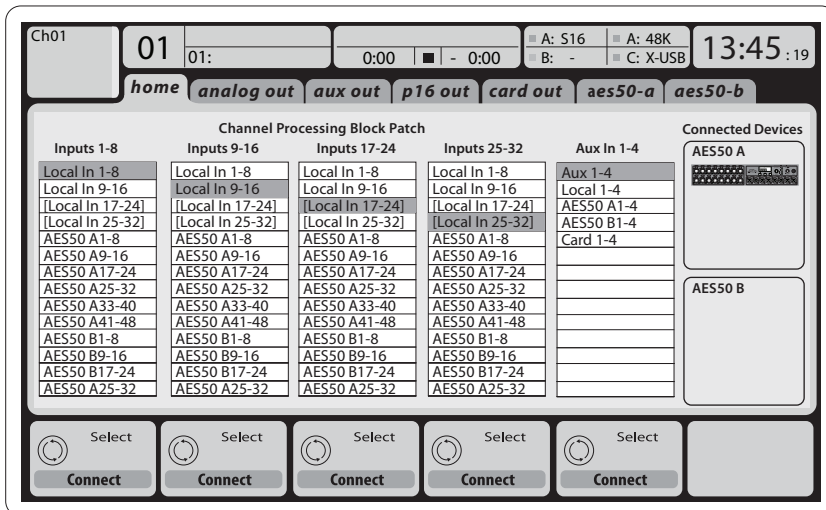 Ch01
01
01:
0:00 - 0:00
A: S16
B: -
A: 48K
C: X-USB
13:45 :19
home analog out aux out p16 out card out aes50-a aes50-b
Channel Processing Block Patch
Connected Devices
Inputs 1-8
Local In 1-8
Local In 9-16
[Local In 17-24]
[Local In 25-32]
AES50 A1-8
AES50 A9-16
AES50 A17-24
AES50 A25-32
AES50 A33-40
AES50 A41-48
AES50 B1-8
AES50 B9-16
AES50 B17-24
AES50 A25-32
Inputs 9-16
Local In 1-8
Local In 9-16
[Local In 17-24]
[Local In 25-32]
AES50 A1-8
AES50 A9-16
AES50 A17-24
AES50 A25-32
AES50 A33-40
AES50 A41-48
AES50 B1-8
AES50 B9-16
AES50 B17-24
AES50 A25-32
Inputs 17-24
Local In 1-8
Local In 9-16
[Local In 17-24]
[Local In 25-32]
AES50 A1-8
AES50 A9-16
AES50 A17-24
AES50 A25-32
AES50 A33-40
AES50 A41-48
AES50 B1-8
AES50 B9-16
AES50 B17-24
AES50 A25-32
Inputs 25-32
Local In 1-8
Local In 9-16
[Local In 17-24]
[Local In 25-32]
AES50 A1-8
AES50 A9-16
AES50 A17-24
AES50 A25-32
AES50 A33-40
AES50 A41-48
AES50 B1-8
AES50 B9-16
AES50 B17-24
AES50 A25-32
Aux In 1-4
Aux 1-4
Local 1-4
AES50 A1-4
AES50 B1-4
Card 1-4
AES50 A
AES50 B
Select
Connect
Select
Connect
Select
Connect
Select
Connect
Select
Connect